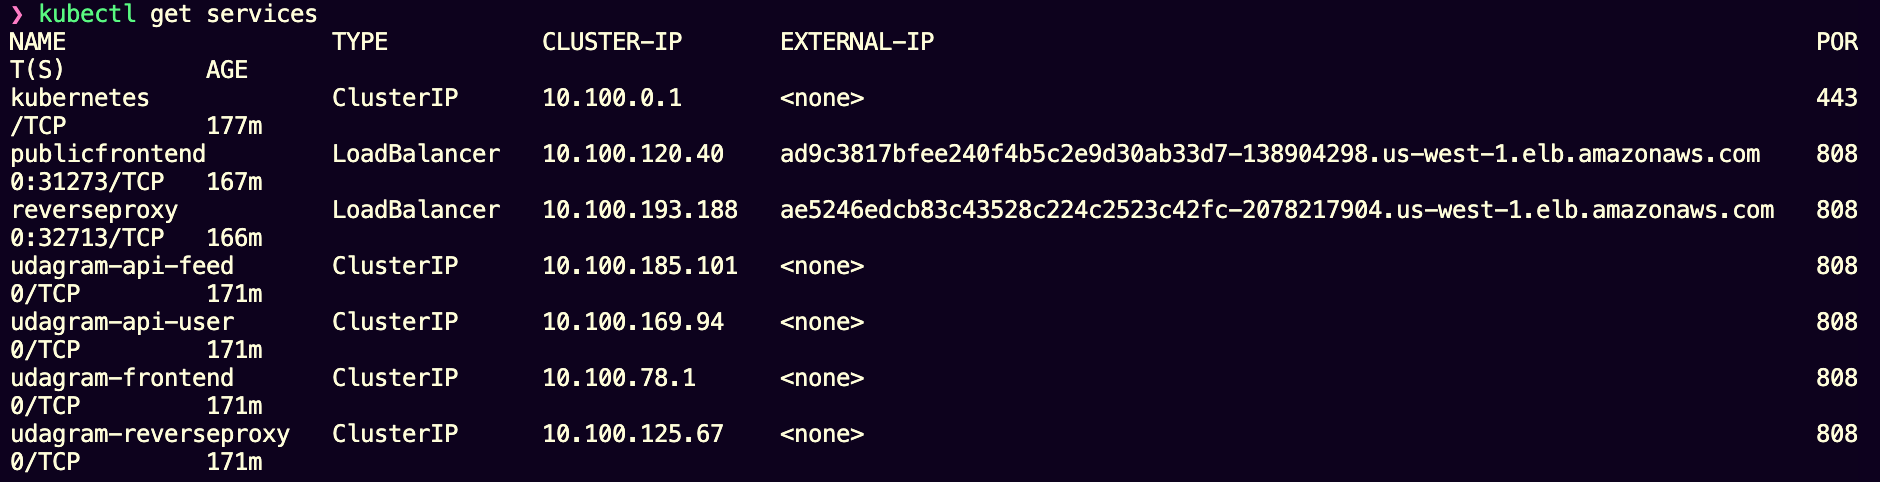 ❯ kubectl get services
NAME TYPE CLUSTER-IP EXTERNAL-IP POR
T(S) AGE
kubernetes ClusterIP 10.100.0.1 <none> 443
/TCP 177m
publicfrontend LoadBalancer 10.100.120.40 ad9c3817bfee240f4b5c2e9d30ab33d7-138904298.us-west-1.elb.amazonaws.com 808
0:31273/TCP 167m
reverseproxy LoadBalancer 10.100.193.188 ae5246edcb83c43528c224c2523c42fc-2078217904.us-west-1.elb.amazonaws.com 808
0:32713/TCP 166m
udagram-api-feed ClusterIP 10.100.185.101 <none> 808
0/TCP 171m
udagram-api-user ClusterIP 10.100.169.94 <none> 808
0/TCP 171m
udagram-frontend ClusterIP 10.100.78.1 <none> 808
0/TCP 171m
udagram-reverseproxy ClusterIP 10.100.125.67 <none> 808
0/TCP 171m